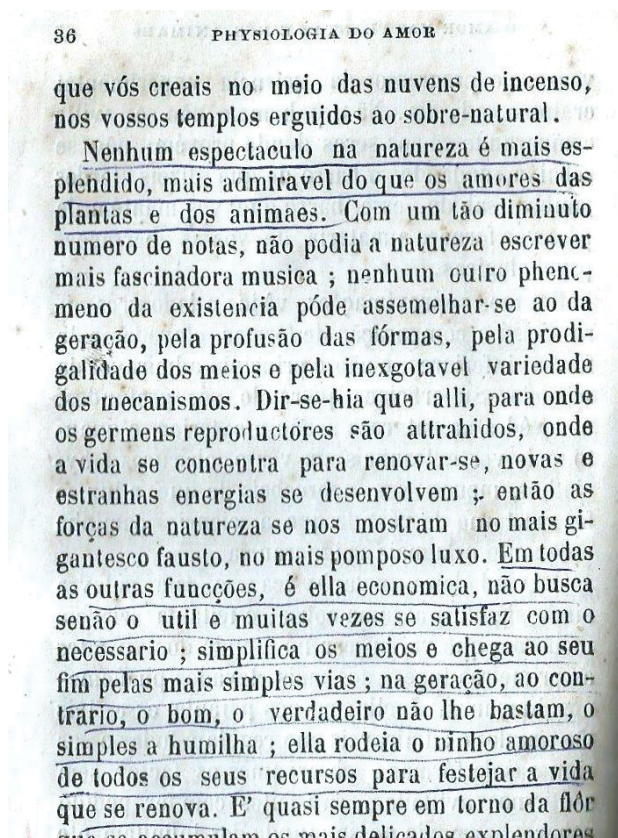 36 PHYSIOLOGIA DO AMOR
que vós creais no meio das nuvens de incenso,
nos vossos templos erguidos ao sobre-natural.
Nenhum espectaculo na natureza é mais es-
plendido, mais admiravel do que os amores das
plantas e dos animaes. Com um tão diminuto
numero de notas, não podia a natureza escrever
mais fascinadora musica ; nenhum outro pheno-
meno da existencia póde assemelhar-se ao da
geração, pela profusão das fórmas, pela prodi-
galidade dos meios e pela inexgotavel variedade
dos mecanismos. Dir-se-hia que alli, para onde
os germens reproductores são attrahidos, onde
a vida se concentra para renovar-se, novas e
estranhas energias se desenvolvem ; então as
forças da natureza se nos mostram no mais gi-
gantesco fausto, no mais pomposo luxo. Em todas
as outras funcções, é ella economica, não busca
senão o util e muitas vezes se satisfaz com o
necessario ; simplifica os meios e chega ao seu
fim pelas mais simples vias ; na geração, ao con-
trario, o bom, o verdadeiro não lhe bastam, o
simples a humilha ; ella rodeia o ninho amoroso
de todos os seus recursos para festejar a vida
que se renova. E' quasi sempre em torno da flôr
que se accumulam os mais delicados explendores